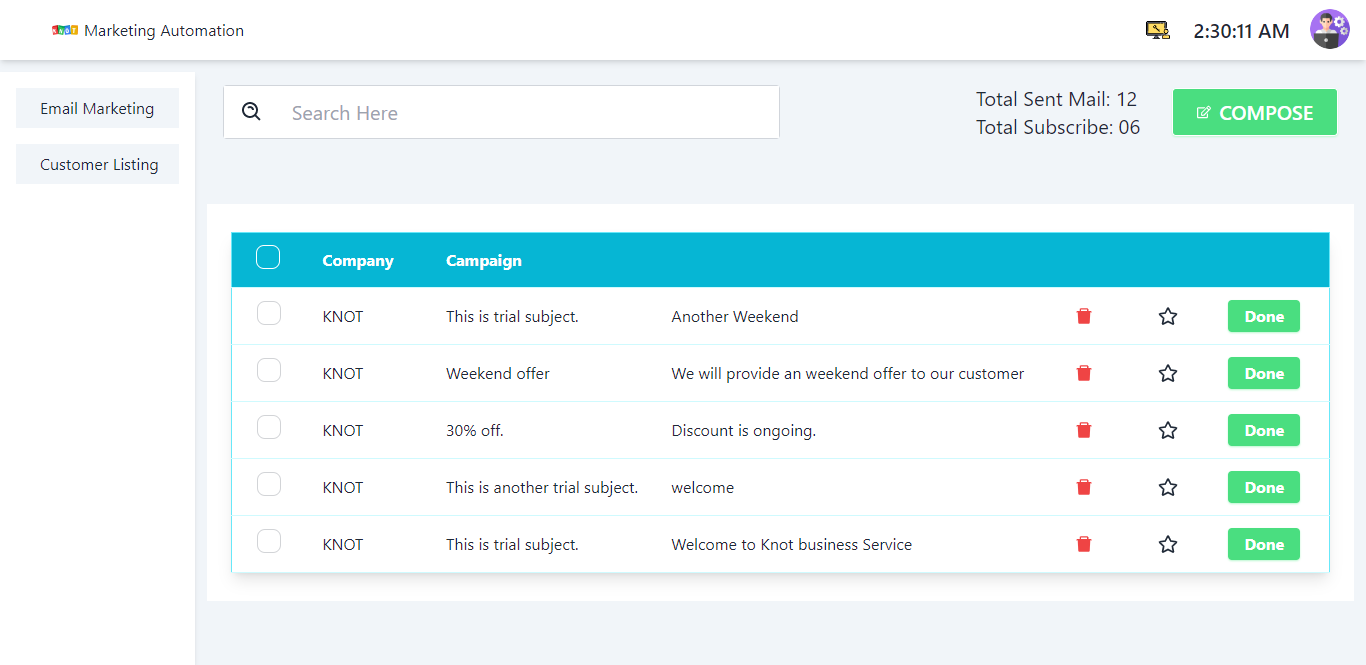 KNOT Marketing Automation
2:30:11 AM
Email Marketing
Customer Listing
Search Here
Total Sent Mail: 12
Total Subscribe: 06
COMPOSE
Company Campaign
KNOT This is trial subject. Another Weekend Done
KNOT Weekend offer We will provide an weekend offer to our customer Done
KNOT 30% off. Discount is ongoing. Done
KNOT This is another trial subject. welcome Done
KNOT This is trial subject. Welcome to Knot business Service Done